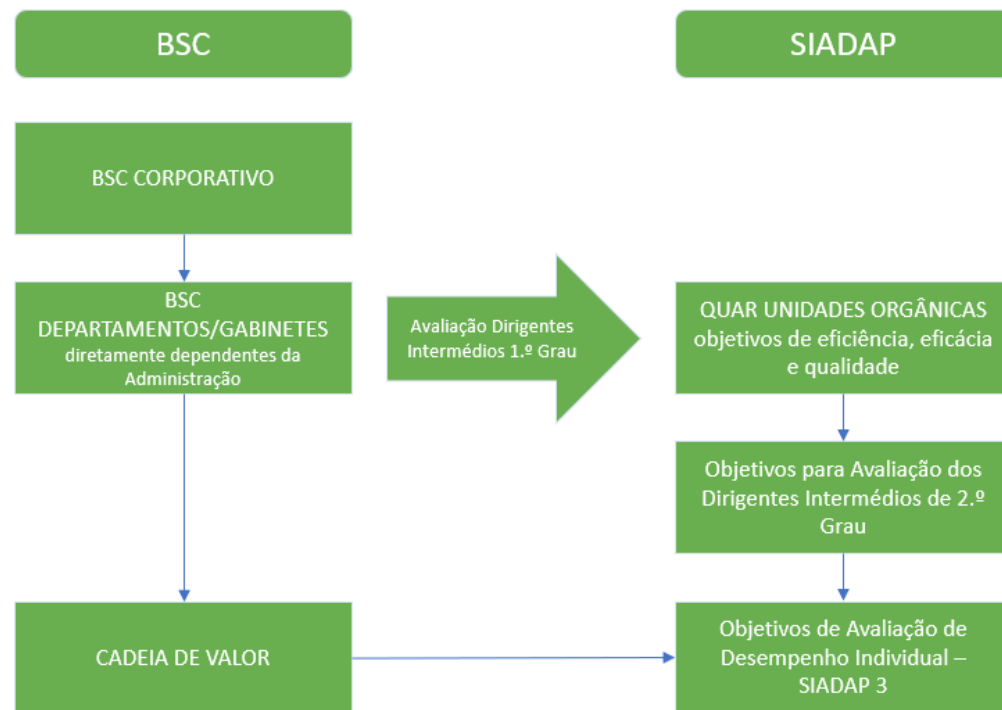 BSC
SIADAP
BSC CORPORATIVO
BSC
DEPARTAMENTOS/GABINETES
diretamente dependentes da
Administração
Avaliação Dirigentes
Intermédios 1.º Grau
QUAR UNIDADES ORGÂNICAS
objetivos de eficiência, eficácia
e qualidade
Objetivos para Avaliação dos
Dirigentes Intermédios de 2.º
Grau
CADEIA DE VALOR
Objetivos de Avaliação de
Desempenho Individual –
SIADAP 3